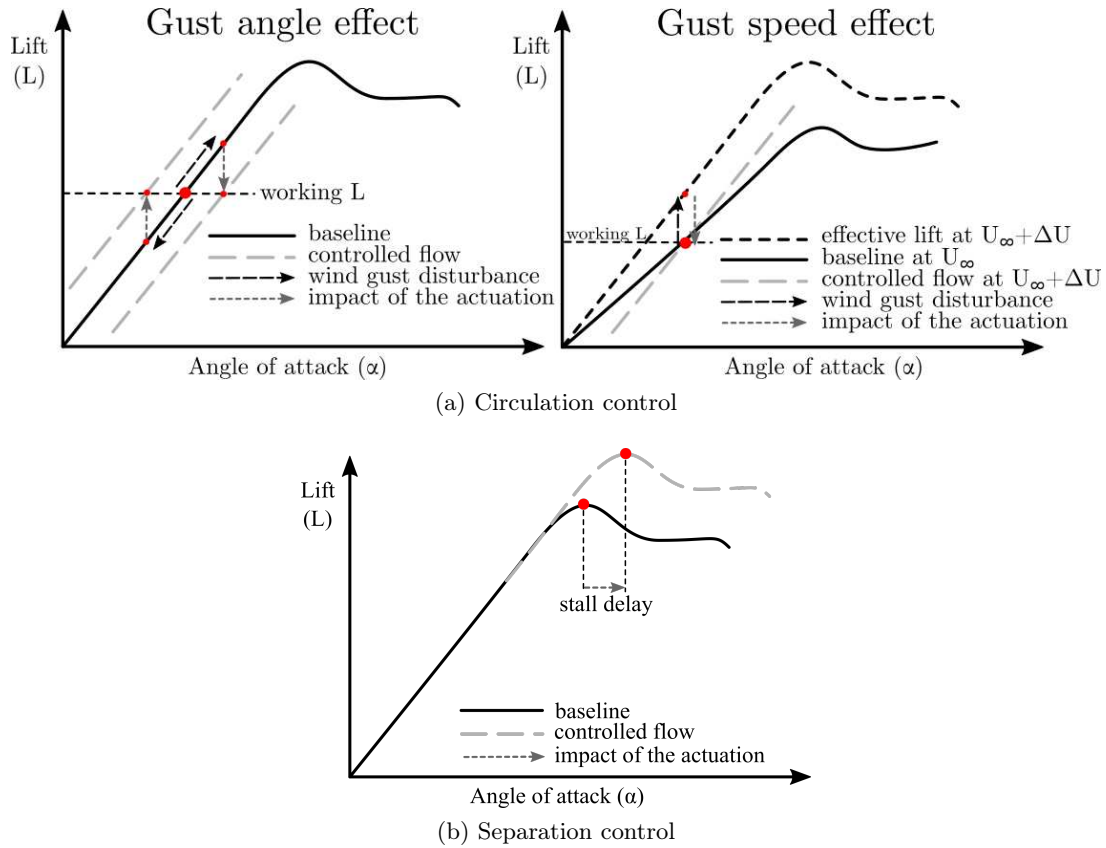 Gust angle effect
Lift
(L)
working L
baseline
controlled flow
wind gust disturbance
impact of the actuation
Angle of attack (α)
Gust speed effect
Lift
(L)
working L
effective lift at U∞+ΔU
baseline at U∞
controlled flow at U∞+ΔU
wind gust disturbance
impact of the actuation
Angle of attack (α)
(a) Circulation control
Lift
(L)
stall delay
baseline
controlled flow
impact of the actuation
Angle of attack (α)
(b) Separation control